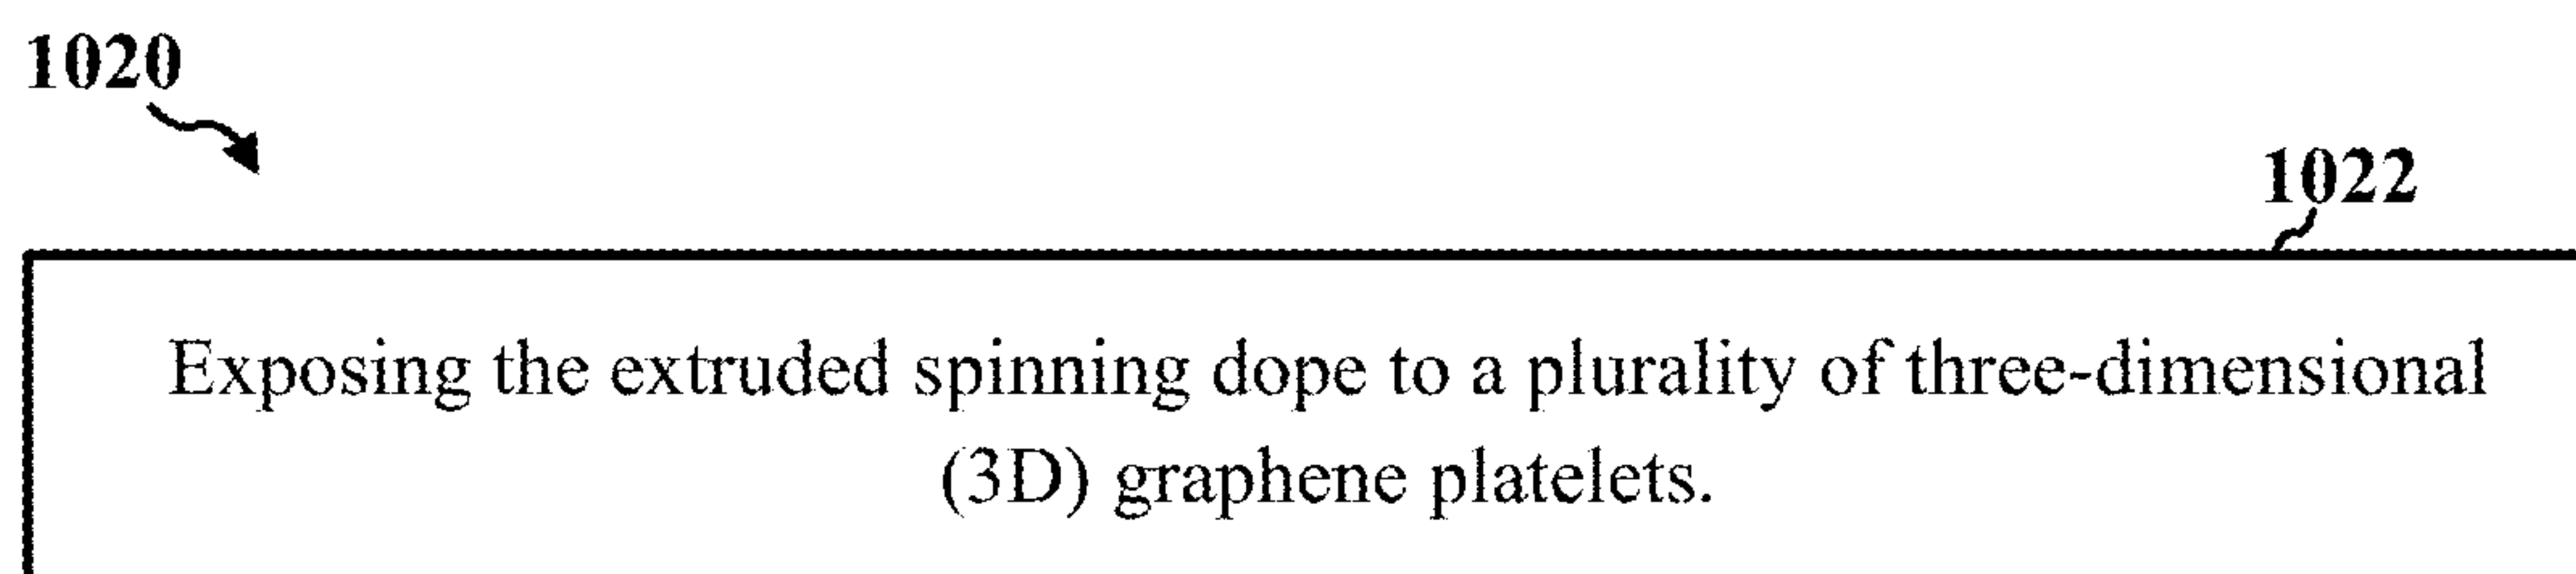 1020
1022
Exposing the extruded spinning dope to a plurality of three-dimensional
(3D) graphene platelets.